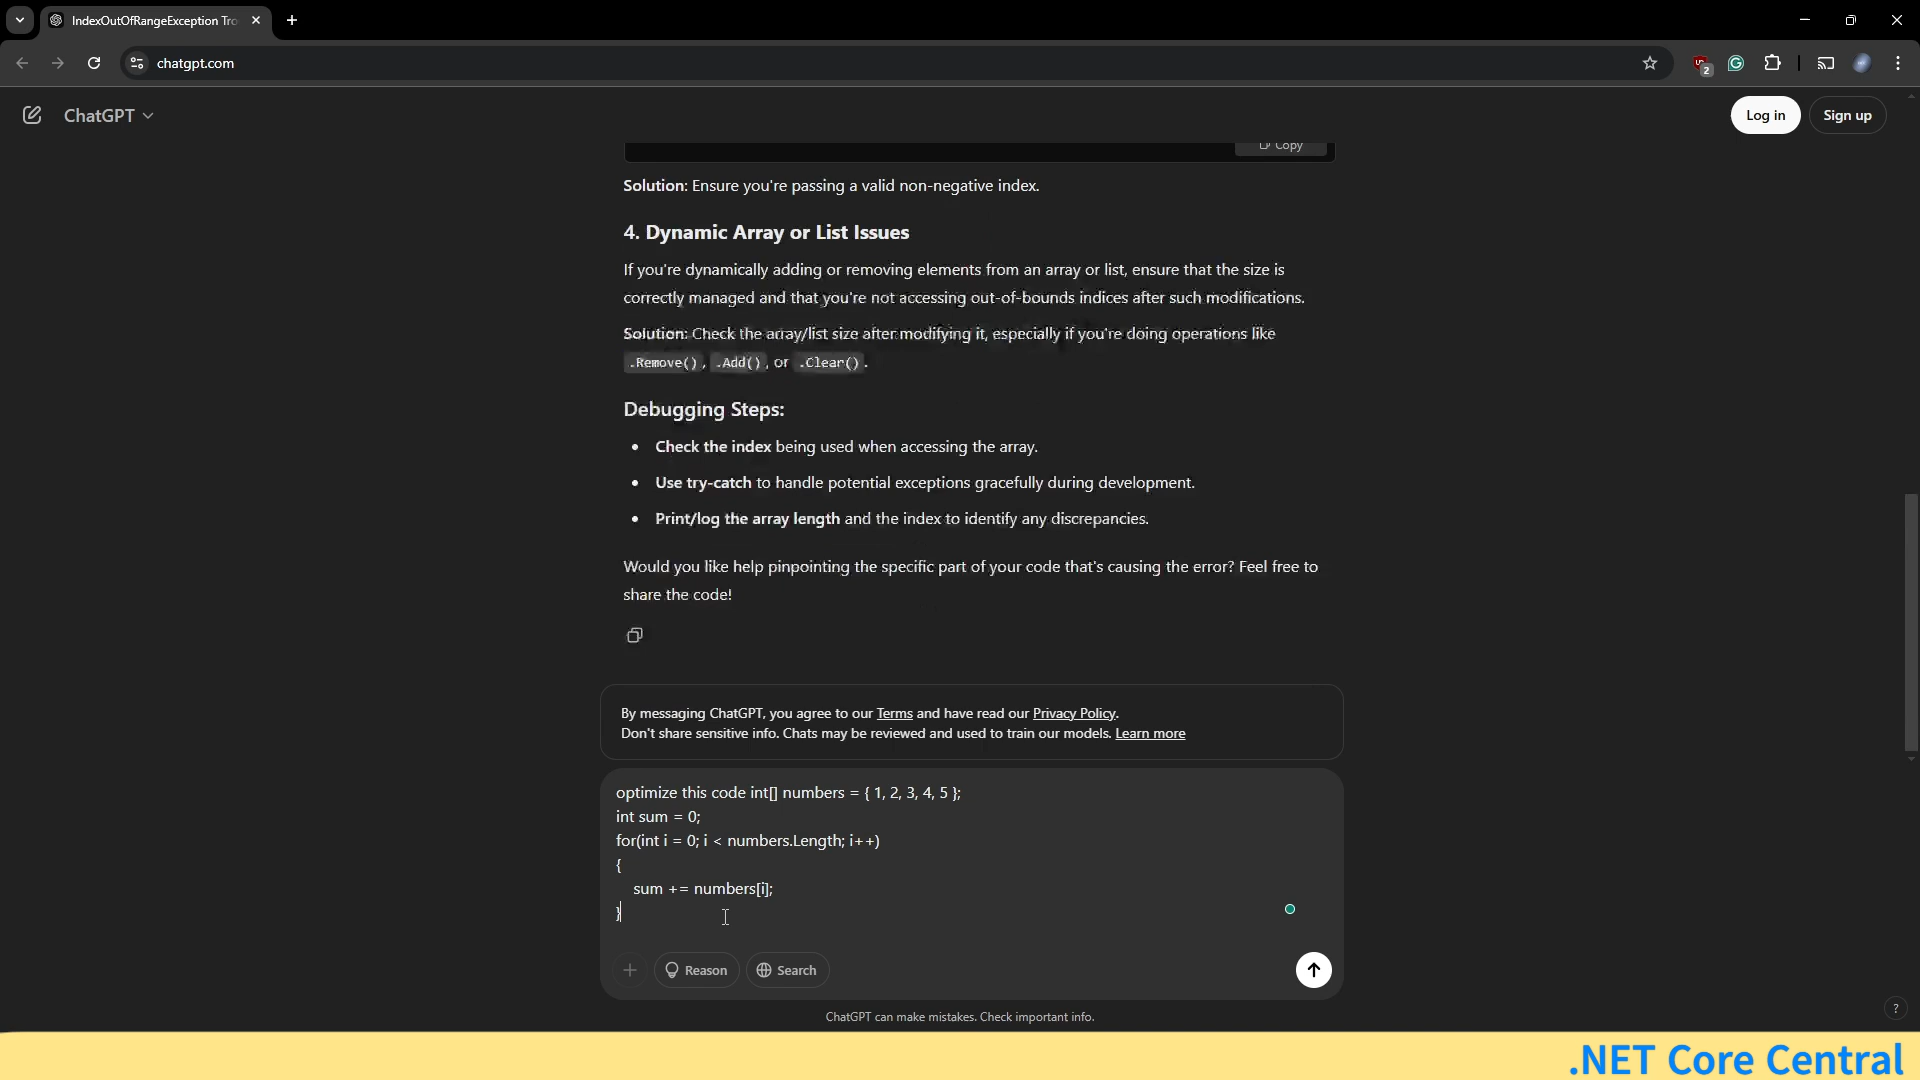 IndexOutOfRangeException Tro
chatgpt.com
2
ChatGPT
Log in
Sign up
Copy
Solution: Ensure you're passing a valid non-negative index.
4. Dynamic Array or List Issues
If you're dynamically adding or removing elements from an array or list, ensure that the size is
correctly managed and that you're not accessing out-of-bounds indices after such modifications.
Solution: Check the array/list size after modifying it, especially if you're doing operations like
.Remove(), .Add(), or .Clear().
Debugging Steps:
• Check the index being used when accessing the array.
• Use try-catch to handle potential exceptions gracefully during development.
• Print/log the array length and the index to identify any discrepancies.
Would you like help pinpointing the specific part of your code that's causing the error? Feel free to
share the code!
By messaging ChatGPT, you agree to our Terms and have read our Privacy Policy.
Don't share sensitive info. Chats may be reviewed and used to train our models. Learn more
optimize this code int[] numbers = { 1, 2, 3, 4, 5 };
int sum = 0;
for(int i = 0; i < numbers.Length; i++)
{
    sum += numbers[i];
}
Reason
Search
ChatGPT can make mistakes. Check important info.
?
.NET Core Central